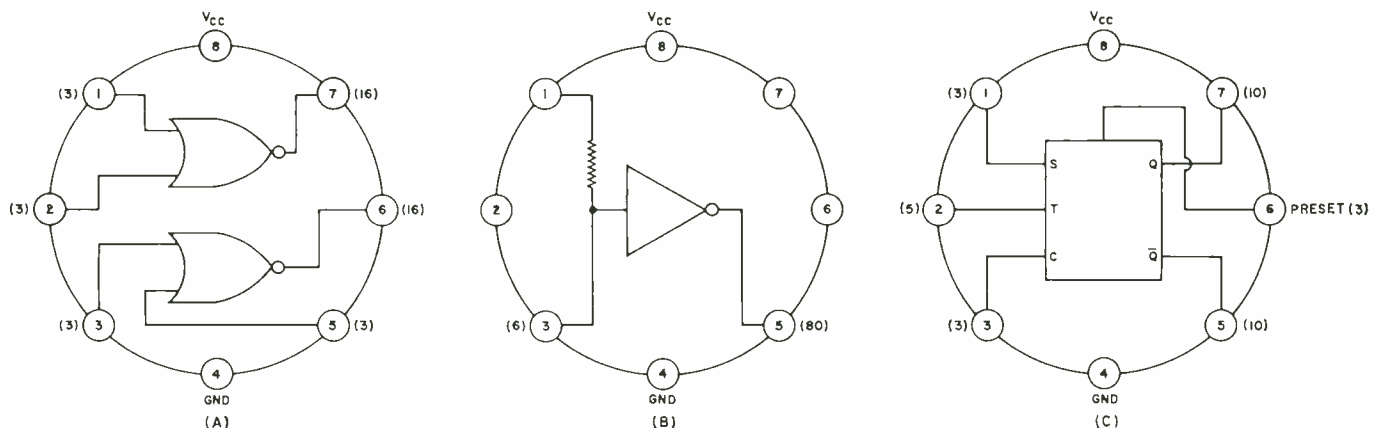 VCC
8
(3) 1
7 (16)
(3) 2
6 (16)
(3) 3
5 (3)
4
GND
(A)
VCC
8
1
7
2
6
(6) 3
5 (80)
4
GND
(B)
VCC
8
(3) 1
7 (10)
S
Q
(5) 2
T
6 PRESET (3)
C
Q̅
(3) 3
5 (10)
4
GND
(C)